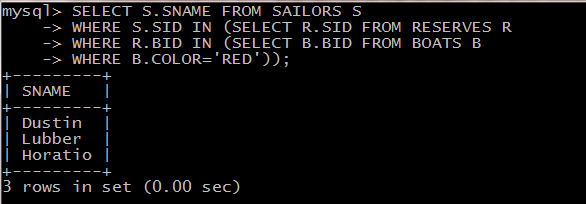 mysql> SELECT S.SNAME FROM SAILORS S
    -> WHERE S.SID IN (SELECT R.SID FROM RESERVES R
    -> WHERE R.BID IN (SELECT B.BID FROM BOATS B
    -> WHERE B.COLOR='RED'));
+---------+
| SNAME   |
+---------+
| Dustin  |
| Lubber  |
| Horatio |
+---------+
3 rows in set (0.00 sec)